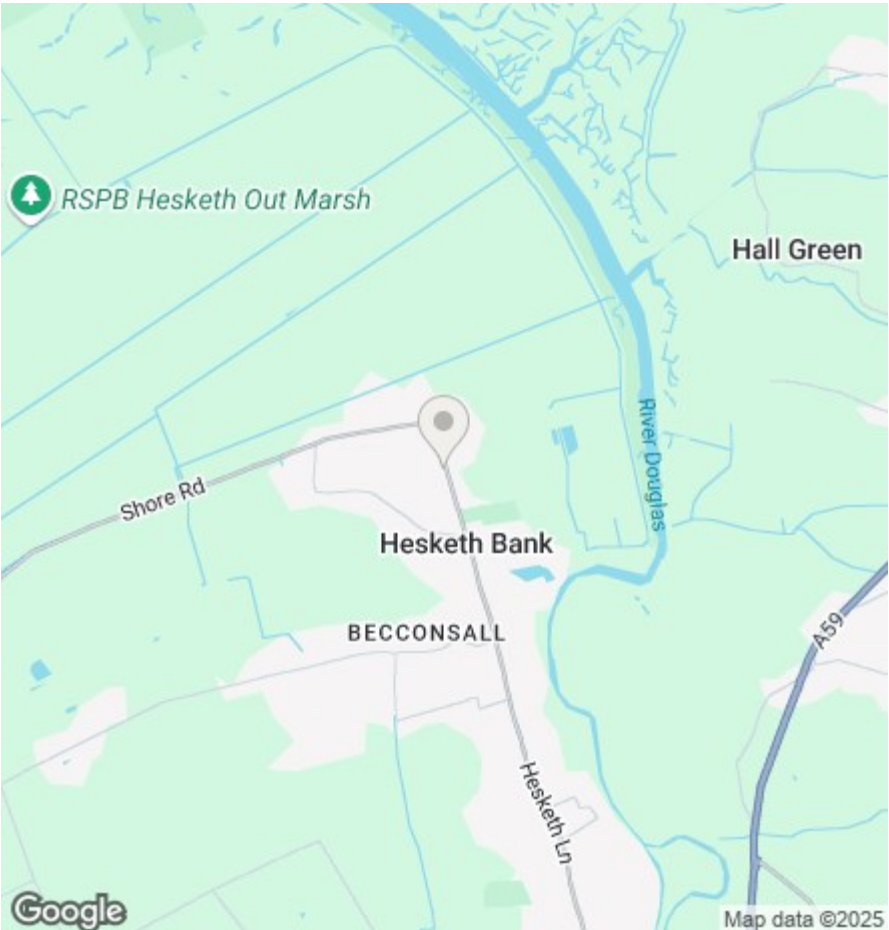 RSPB Hesketh Out Marsh
Hall Green
River Douglas
Shore Rd
Hesketh Bank
BECCONSALL
A59
Hesketh Ln
Google
Map data ©2025